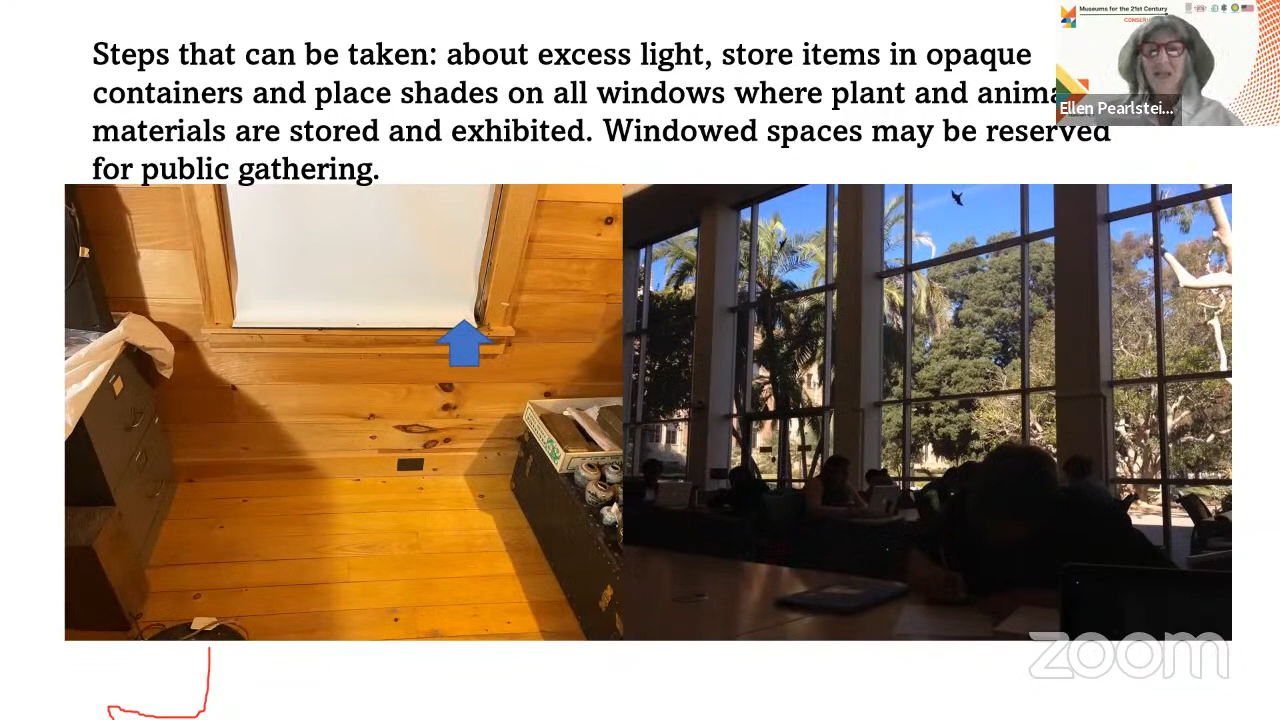 Steps that can be taken: about excess light, store items in opaque
containers and place shades on all windows where plant and anima
materials are stored and exhibited. Windowed spaces may be reserved
for public gathering.
Museums for the 21st Century
CONSERV
Ellen Pearlstei...
zoom